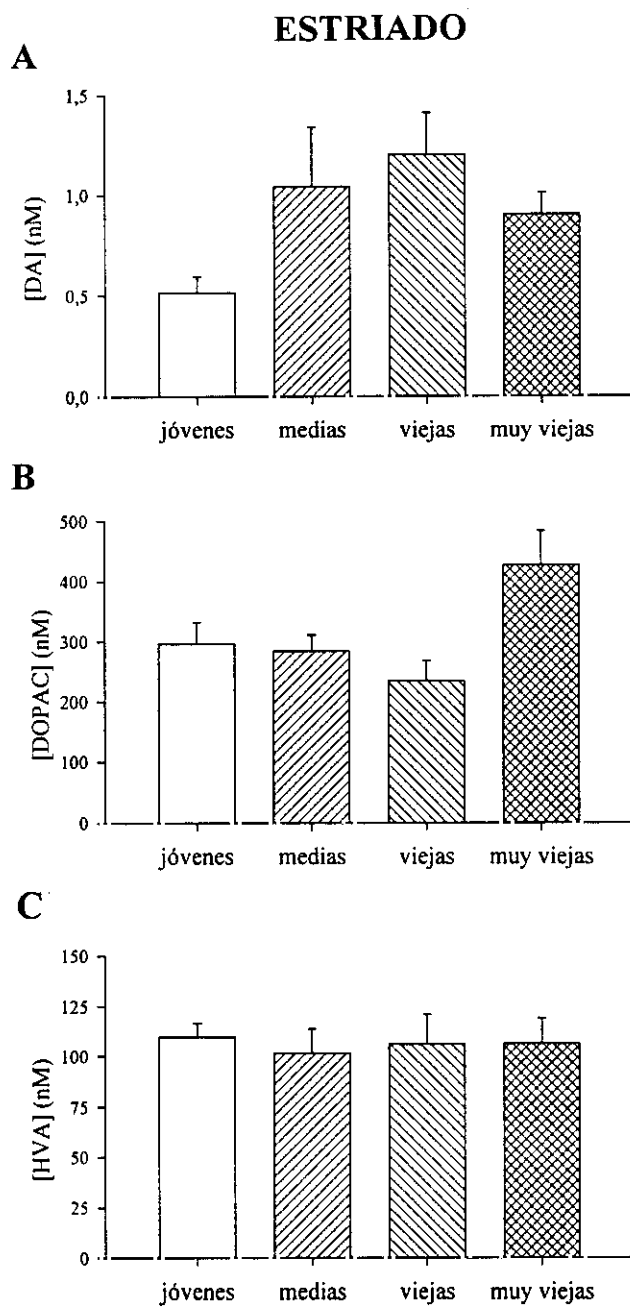 ESTRIADO
A
1,5
1,0
0,5
0,0
[DA] (nM)
jóvenes medias viejas muy viejas
B
500
400
300
200
100
0
[DOPAC] (nM)
jóvenes medias viejas muy viejas
C
150
125
100
75
50
25
0
[HVA] (nM)
jóvenes medias viejas muy viejas